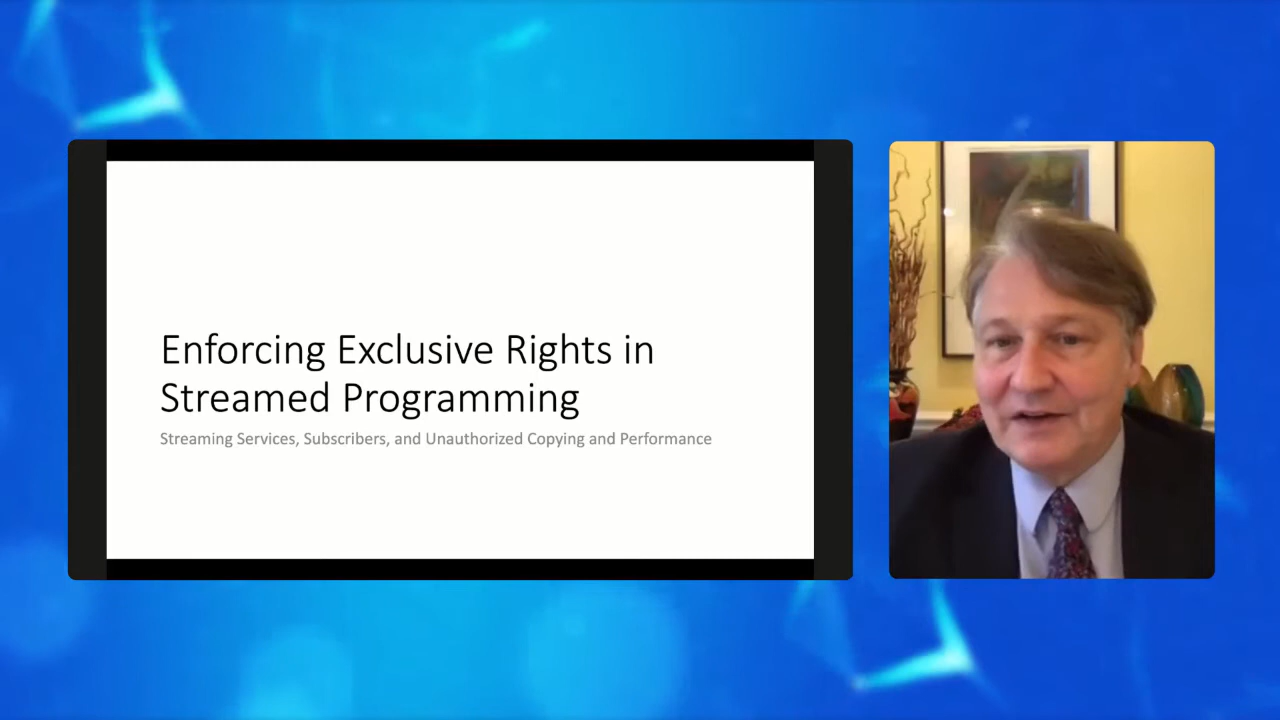 Enforcing Exclusive Rights in
Streamed Programming
Streaming Services, Subscribers, and Unauthorized Copying and Performance